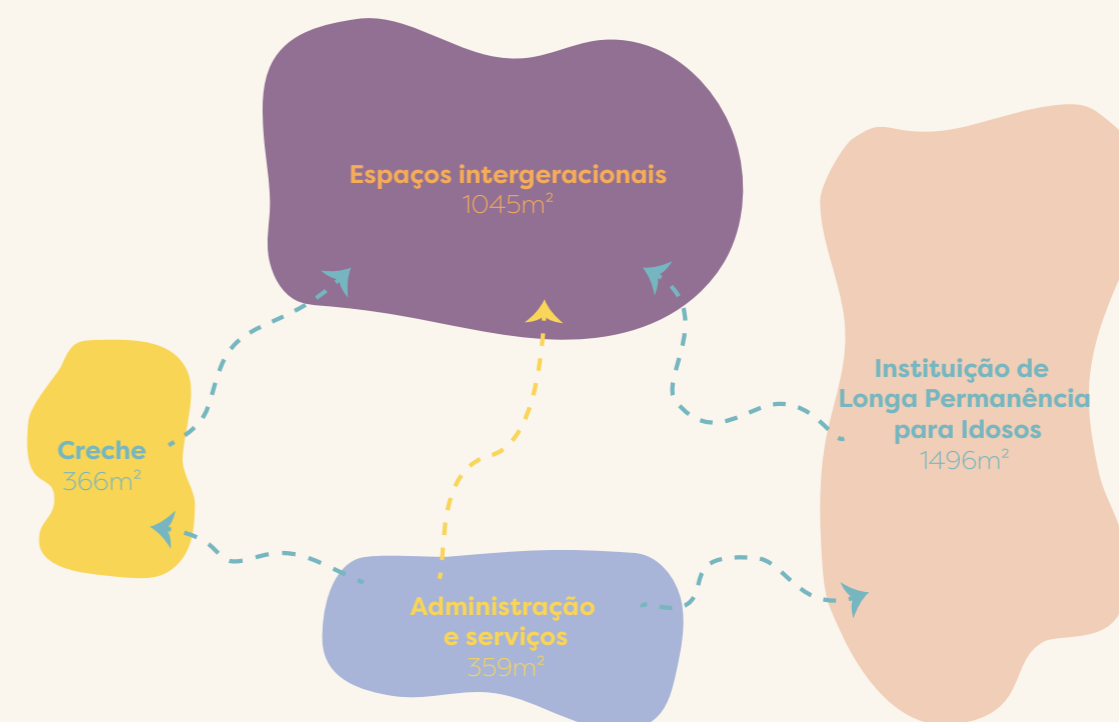 Espaços intergeracionais
1045m²
Instituição de
Longa Permanência
para Idosos
1496m²
Creche
366m²
Administração
e serviços
359m²